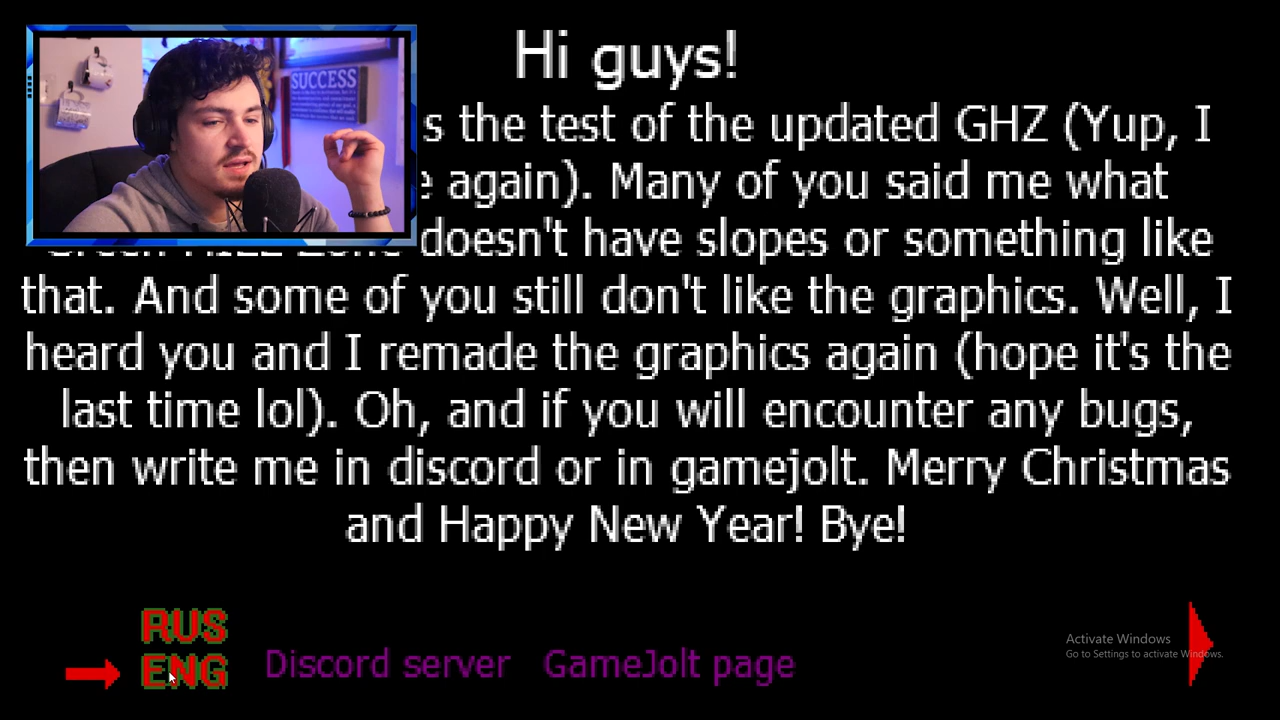 Hi guys!
s the test of the updated GHZ (Yup, I
again). Many of you said me what
doesn't have slopes or something like
that. And some of you still don't like the graphics. Well, I
heard you and I remade the graphics again (hope it's the
last time lol). Oh, and if you will encounter any bugs,
then write me in discord or in gamejolt. Merry Christmas
and Happy New Year! Bye!
SUCCESS
RUS
ENG
Discord server GameJolt page
Activate Windows
Go to Settings to activate Windows.